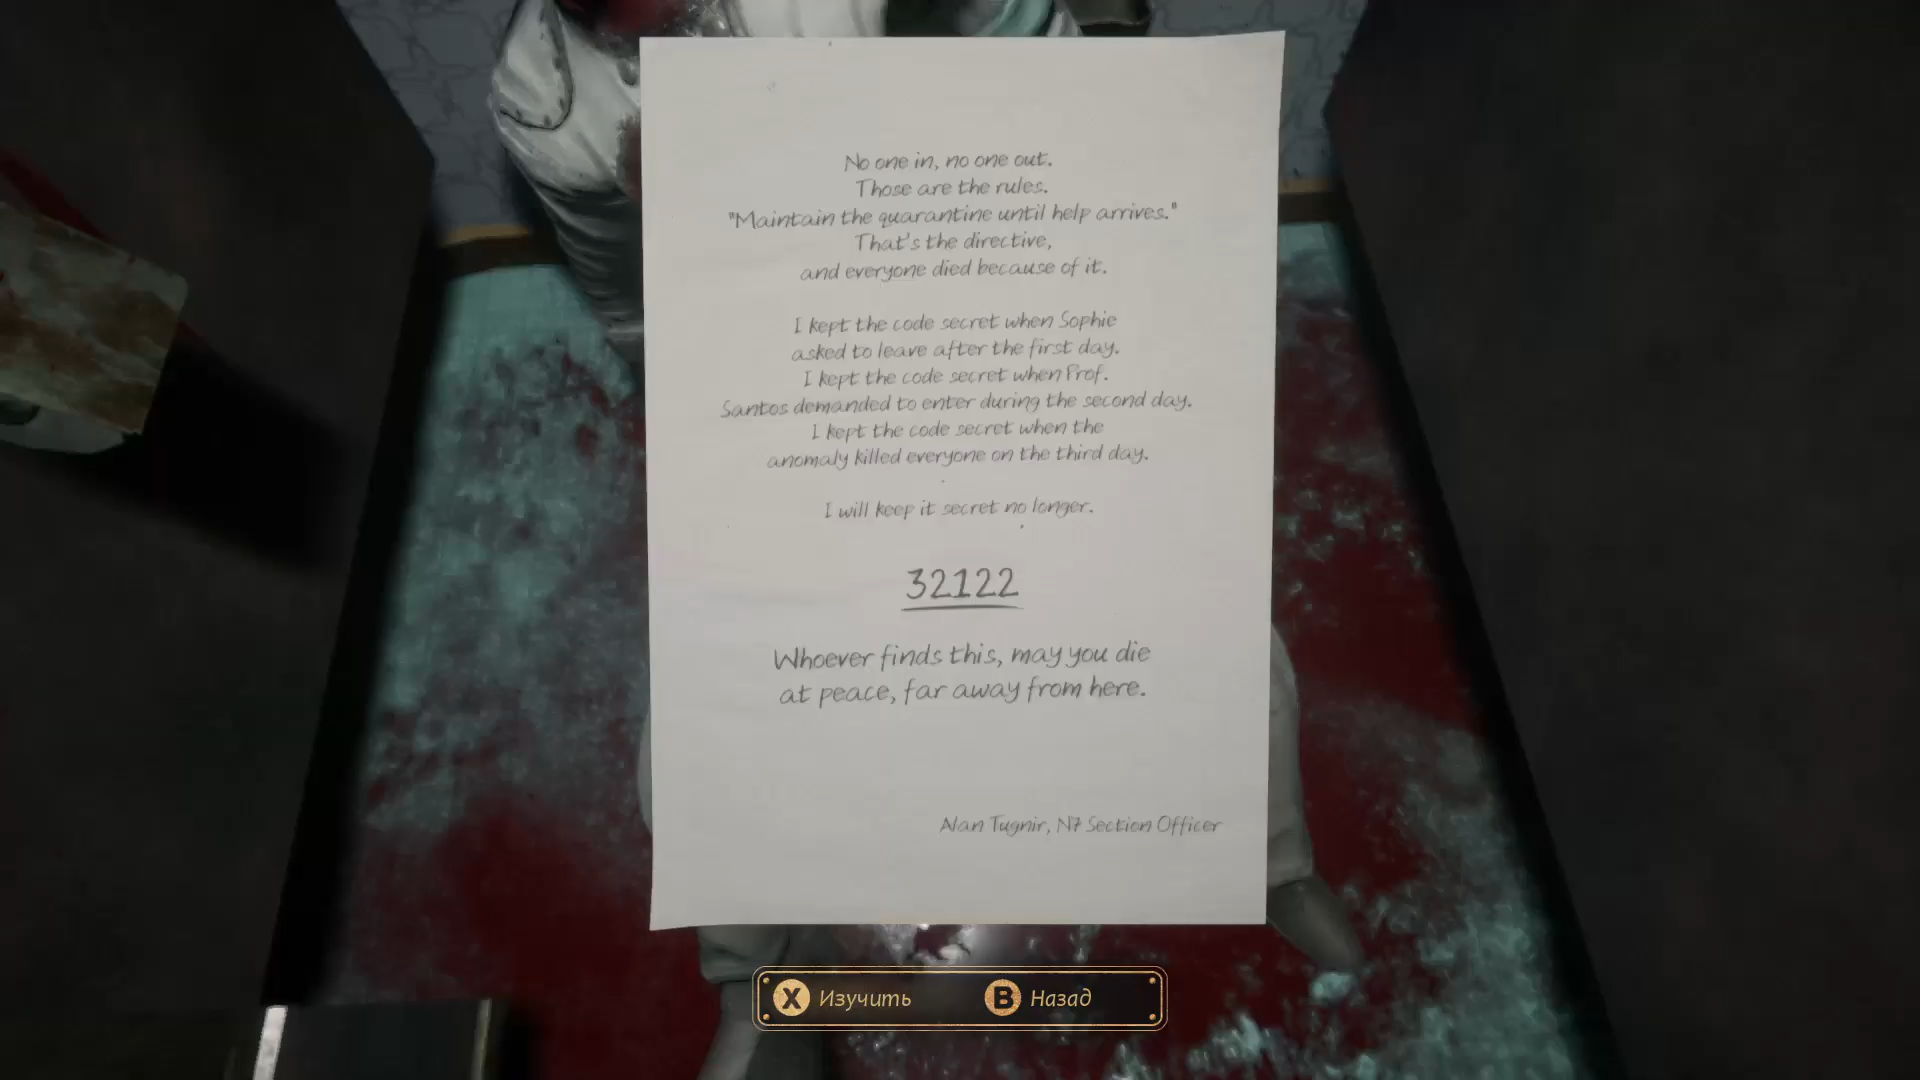 No one in, no one out.
Those are the rules.
"Maintain the quarantine until help arrives."
That's the directive,
and everyone died because of it.
I kept the code secret when Sophie
asked to leave after the first day.
I kept the code secret when Prof.
Santos demanded to enter during the second day.
I kept the code secret when the
anomaly killed everyone on the third day.
I will keep it secret no longer.
32122
Whoever finds this, may you die
at peace, far away from here.
Alan Tugnir, N7 Section Officer
X Изучить B Назад